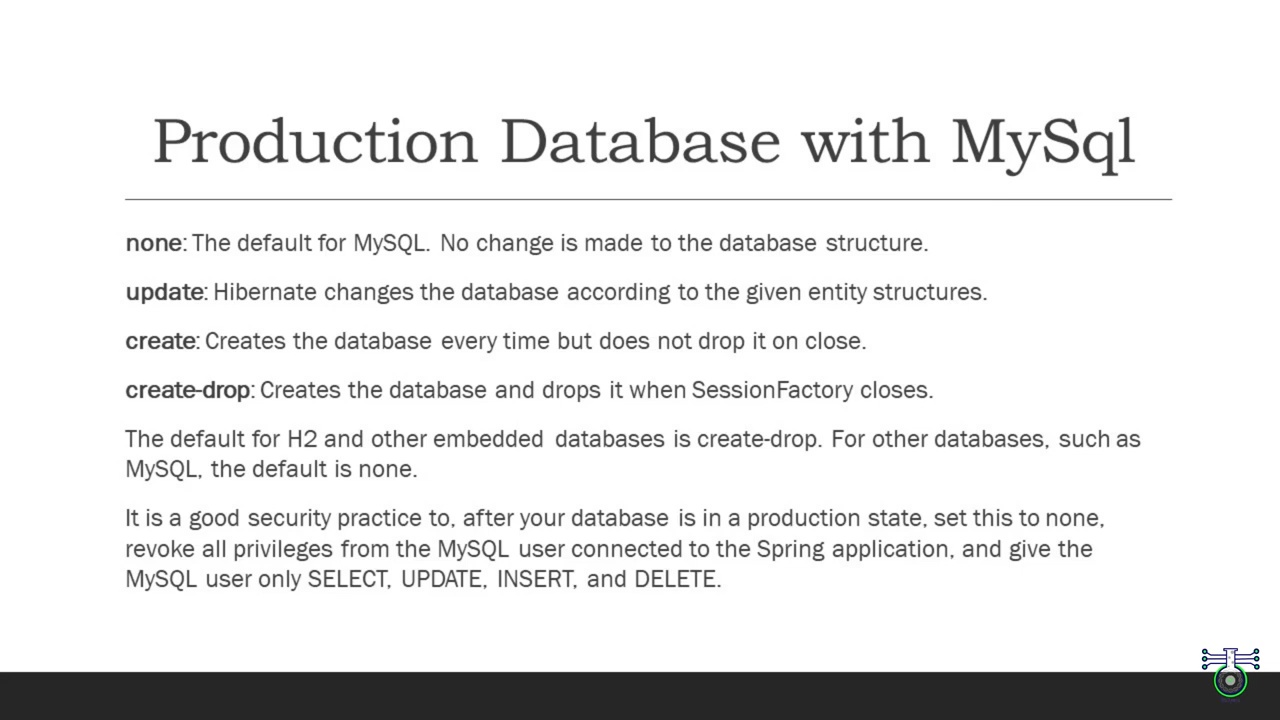 Production Database with MySql
none: The default for MySQL. No change is made to the database structure.
update: Hibernate changes the database according to the given entity structures.
create: Creates the database every time but does not drop it on close.
create-drop: Creates the database and drops it when SessionFactory closes.
The default for H2 and other embedded databases is create-drop. For other databases, such as
MySQL, the default is none.
It is a good security practice to, after your database is in a production state, set this to none,
revoke all privileges from the MySQL user connected to the Spring application, and give the
MySQL user only SELECT, UPDATE, INSERT, and DELETE.